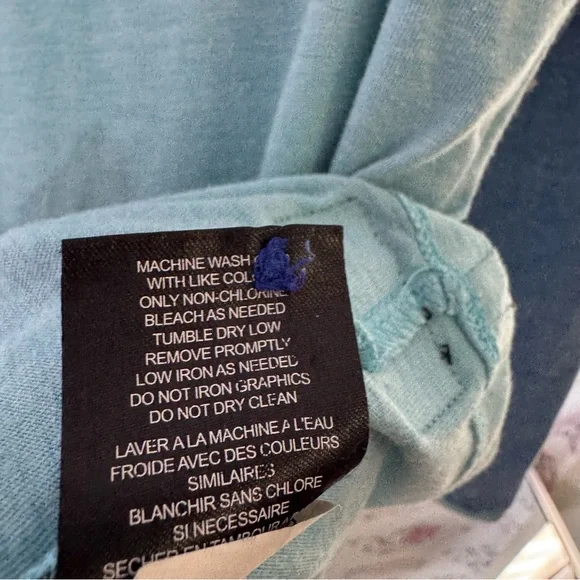 MACHINE WASH
WITH LIKE
ONLY NON-CHLORINE
BLEACH AS NEEDED
TUMBLE DRY LOW
REMOVE PROMPTLY
LOW IRON AS NEEDED
DO NOT IRON GRAPHICS
DO NOT DRY CLEAN
LAVER A LA MACHINE A L'EAU
FROIDE AVEC DES COULEURS
SIMILAIRES
BLANCHIR SANS CHLORE
SI NECESSAIRE
SECHER EN